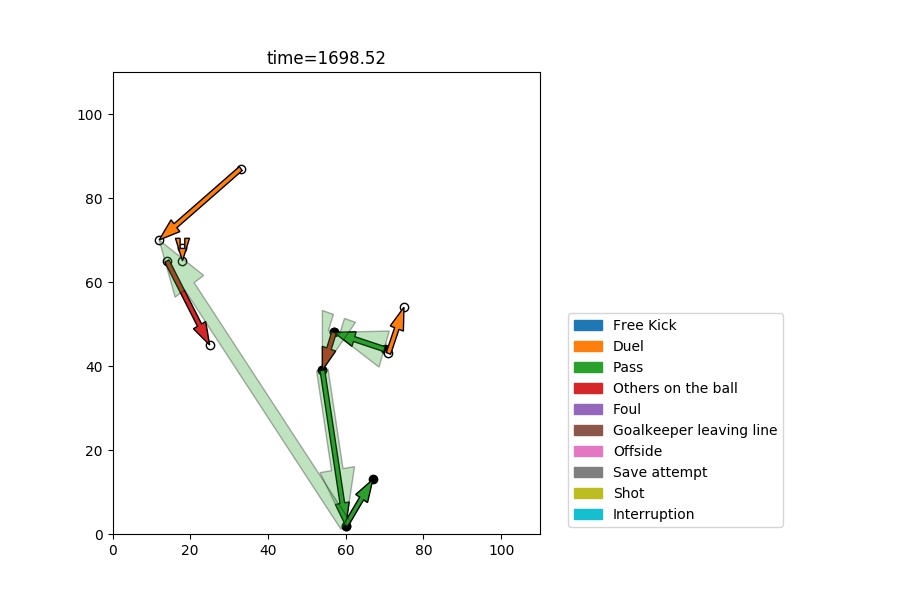 time=1698.52
100
80
60
40
20
0
0 20 40 60 80 100
Free Kick
Duel
Pass
Others on the ball
Foul
Goalkeeper leaving line
Offside
Save attempt
Shot
Interruption